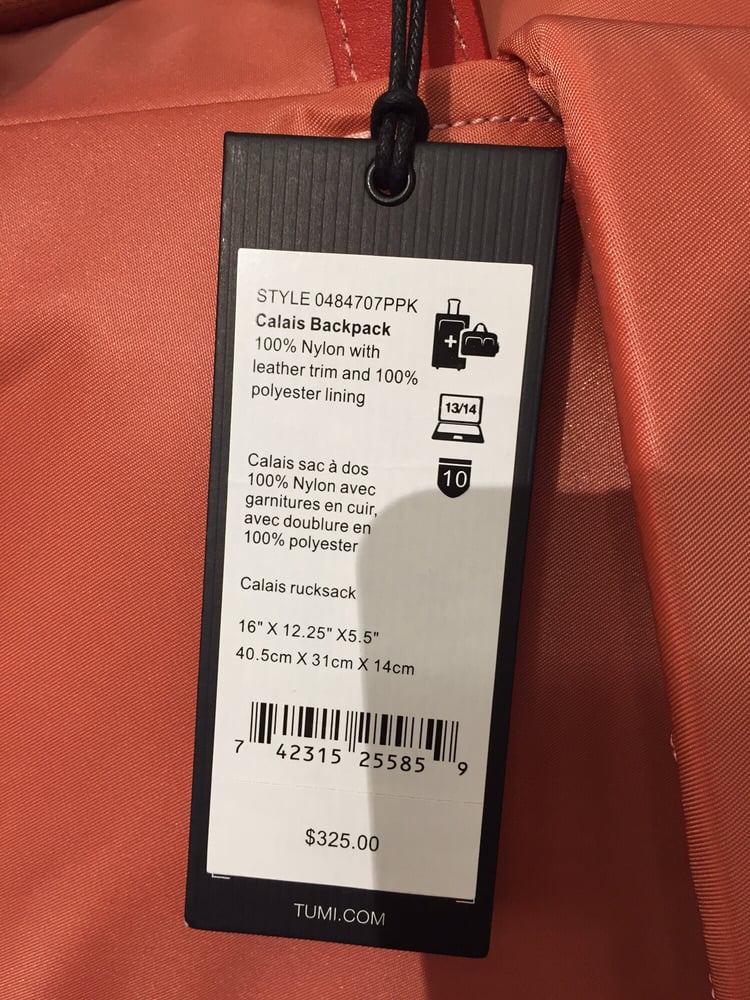 STYLE 0484707PPK
Calais Backpack
100% Nylon with
leather trim and 100%
polyester lining
13/14
10
Calais sac à dos
100% Nylon avec
garnitures en cuir,
avec doublure en
100% polyester
Calais rucksack
16" X 12.25" X5.5"
40.5cm X 31cm X 14cm
7 42315 25585 9
$325.00
TUMI.COM